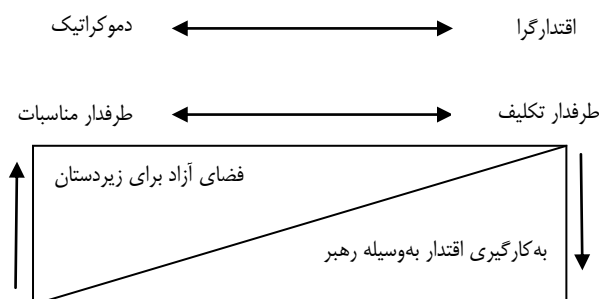 اقتدارگرا
دموکراتیک
طرفدار تکلیف
طرفدار مناسبات
فضای آزاد برای زیردستان
به‌کارگیری اقتدار به‌وسیله رهبر